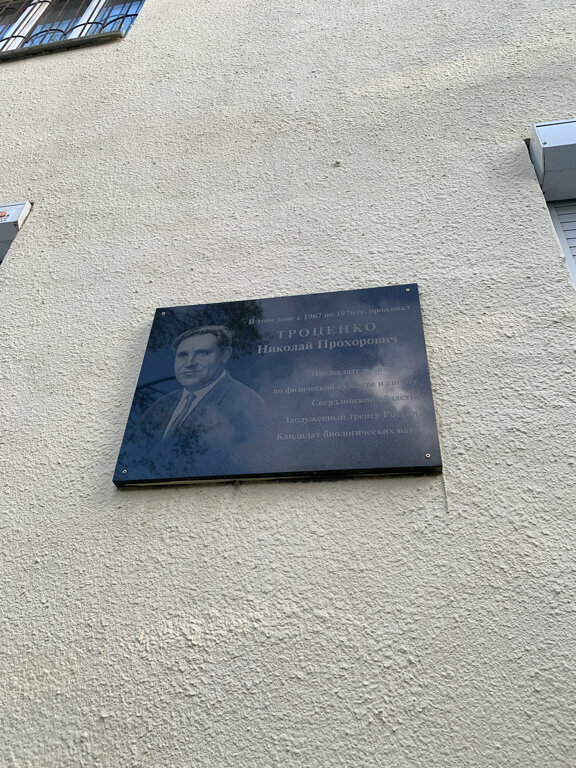 В этом доме с 1967 по 1976 гг. проживал
ТРОЦЕНКО
Николай Прохорович
Председатель
по физической культуре и спорту
Свердловской области
Заслуженный тренер России
Кандидат биологических наук